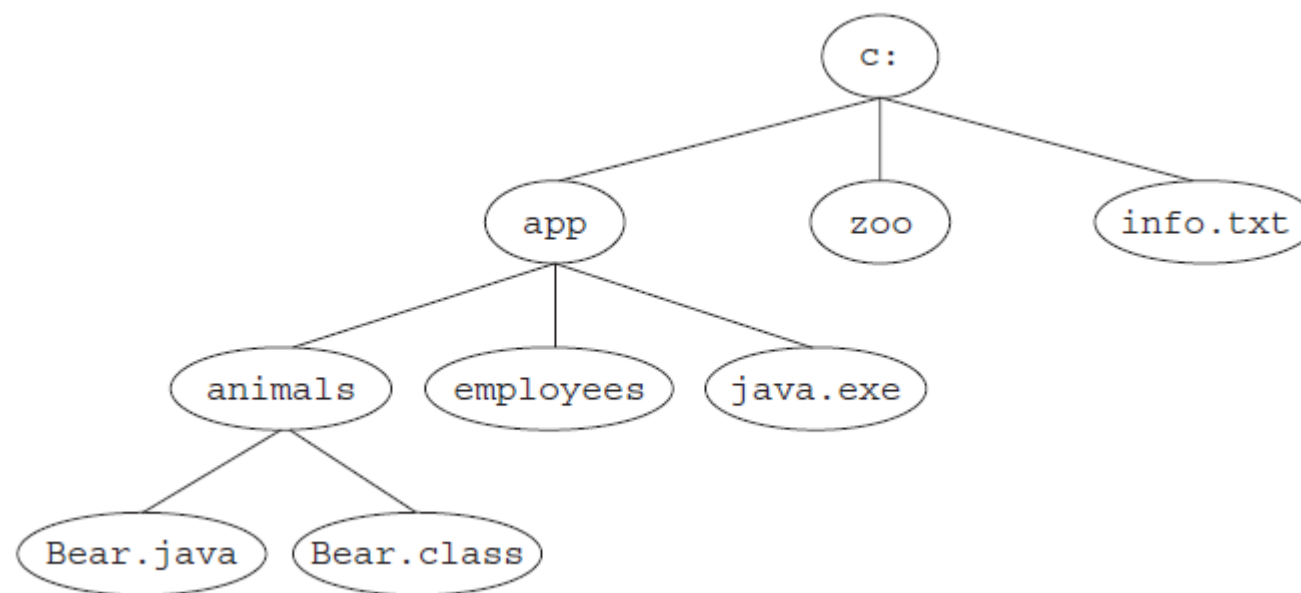 c:
app zoo info.txt
animals employees java.exe
Bear.java Bear.class